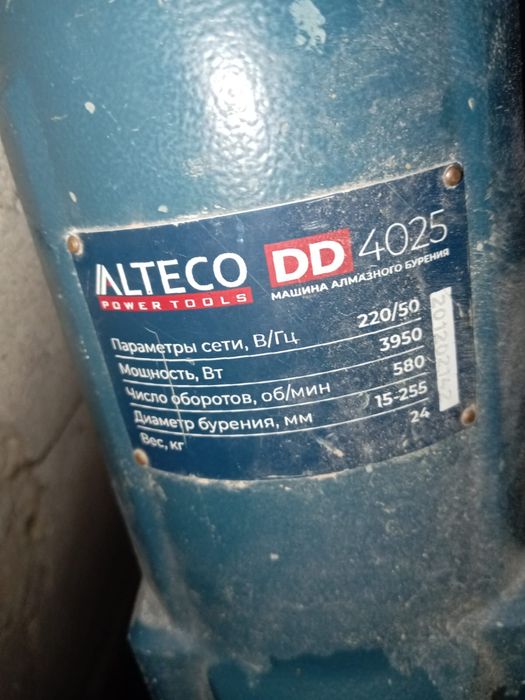 ALTECO
POWER TOOLS
DD 4025
МАШИНА АЛМАЗНОГО БУРЕНИЯ
Параметры сети, В/Гц 220/50
Мощность, Вт 3950
Число оборотов, об/мин 580
Диаметр бурения, мм 15-255
Вес, кг 24